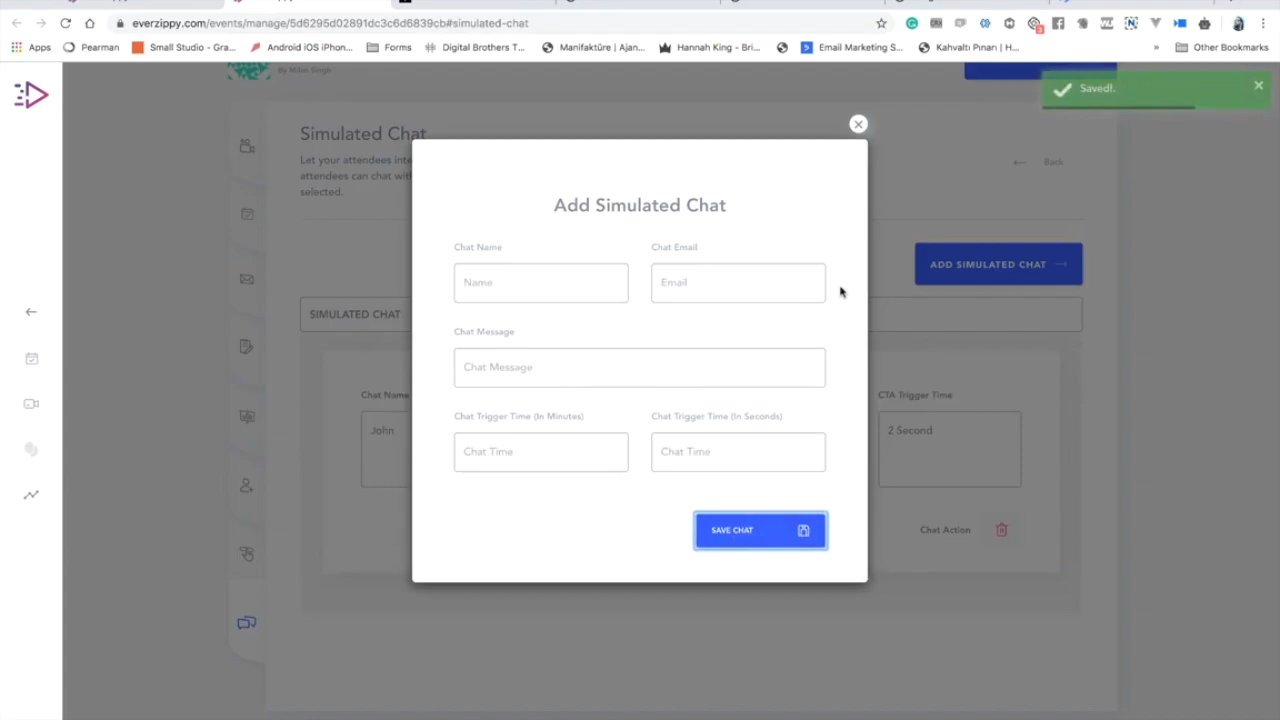 everzippy.com/events/manage/5d6295d02891dc3c6d6839cb#simulated-chat
Apps
Pearman
Small Studio - Gra...
Android iOS iPhon...
Forms
Digital Brothers T...
Manifaktüre | Ajan...
Hannah King - Bri...
Email Marketing S...
Kahvaltı Pınarı | H...
»
Other Bookmarks
By Milan Singh
Saved!.
Simulated Chat
Let your attendees inte
attendees can chat wit
selected.
Back
ADD SIMULATED CHAT
SIMULATED CHAT
Chat Name
John
CTA Trigger Time
2 Second
Chat Action
Add Simulated Chat
Chat Name
Chat Email
Name
Email
Chat Message
Chat Message
Chat Trigger Time (In Minutes)
Chat Trigger Time (In Seconds)
Chat Time
Chat Time
SAVE CHAT